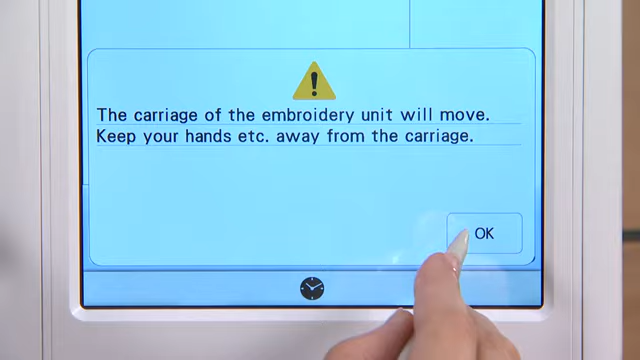 The carriage of the embroidery unit will move.
Keep your hands etc. away from the carriage.
OK